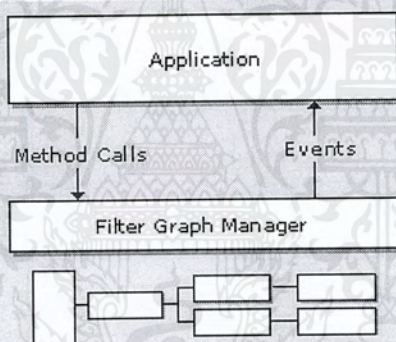 Application
Method Calls
Events
Filter Graph Manager